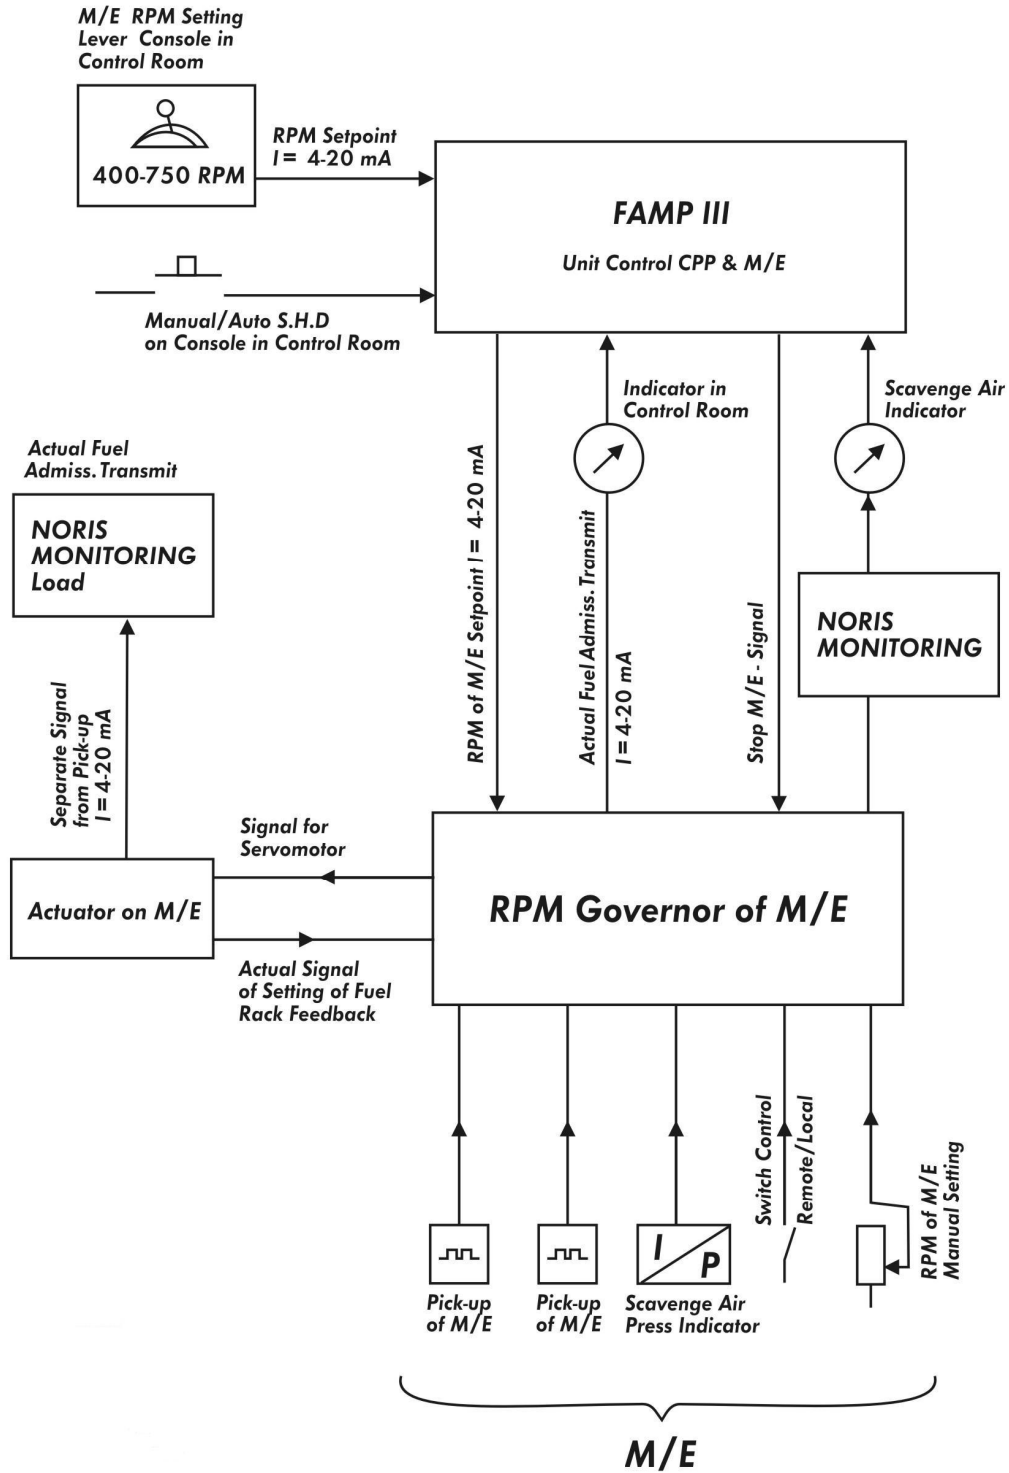 M/E RPM Setting
Lever Console in
Control Room
400-750 RPM
RPM Setpoint
I = 4-20 mA
FAMP III
Unit Control CPP & M/E
Manual/Auto S.H.D
on Console in Control Room
Indicator in
Control Room
Scavenge Air
Indicator
Actual Fuel
Admiss. Transmit
NORIS
MONITORING
Load
RPM of M/E Setpoint I = 4-20 mA
Actual Fuel Admiss. Transmit
I = 4-20 mA
Stop M/E - Signal
NORIS
MONITORING
Separate Signal
from Pick-up
I = 4-20 mA
Signal for
Servomotor
Actuator on M/E
RPM Governor of M/E
Actual Signal
of Setting of Fuel
Rack Feedback
Switch Control
Remote/Local
RPM of M/E
Manual Setting
I
P
Pick-up
of M/E
Pick-up
of M/E
Scavenge Air
Press Indicator
M/E